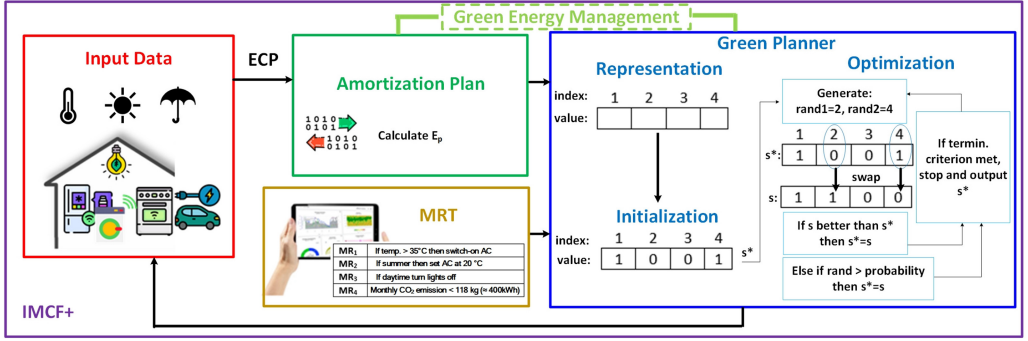 Green Energy Management
Input Data
ECP
Amortization Plan
1010
0101
1010
0101
Calculate Ep
MRT
MR1 If temp. > 35°C then switch-on AC
MR2 If summer then set AC at 20 °C
MR3 If daytime turn lights off
MR4 Monthly CO2 emission < 118 kg (≈ 400kWh)
IMCF+
Green Planner
Representation
index: 1 2 3 4
value:
Initialization
index: 1 2 3 4
value: 1 0 0 1
s*
Optimization
Generate:
rand1=2, rand2=4
1 2 3 4
s*: 1 0 0 1
swap
s: 1 1 0 0
If s better than s*
then s*=s
Else if rand > probability
then s*=s
If termin.
criterion met,
stop and output
s*